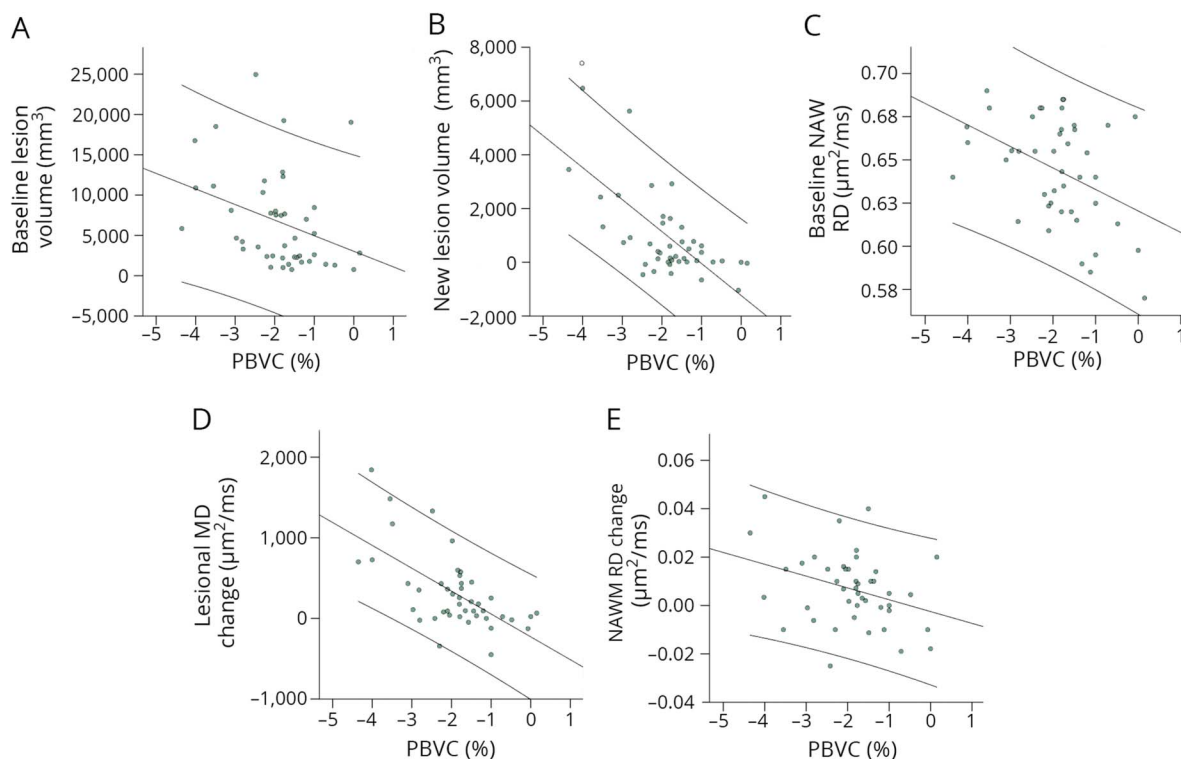 A
Baseline lesion
volume (mm³)
25,000
20,000
15,000
10,000
5,000
0
−5,000
−5 −4 −3 −2 −1 0 1
PBVC (%)
B
New lesion volume (mm³)
8,000
6,000
4,000
2,000
0
−2,000
−5 −4 −3 −2 −1 0 1
PBVC (%)
C
Baseline NAW
RD (μm²/ms)
0.70
0.68
0.65
0.63
0.60
0.58
−5 −4 −3 −2 −1 0 1
PBVC (%)
D
Lesional MD
change (μm²/ms)
2,000
1,000
0
−1,000
−5 −4 −3 −2 −1 0 1
PBVC (%)
E
NAWM RD change
(μm²/ms)
0.06
0.04
0.02
0.00
−0.02
−0.04
−5 −4 −3 −2 −1 0 1
PBVC (%)